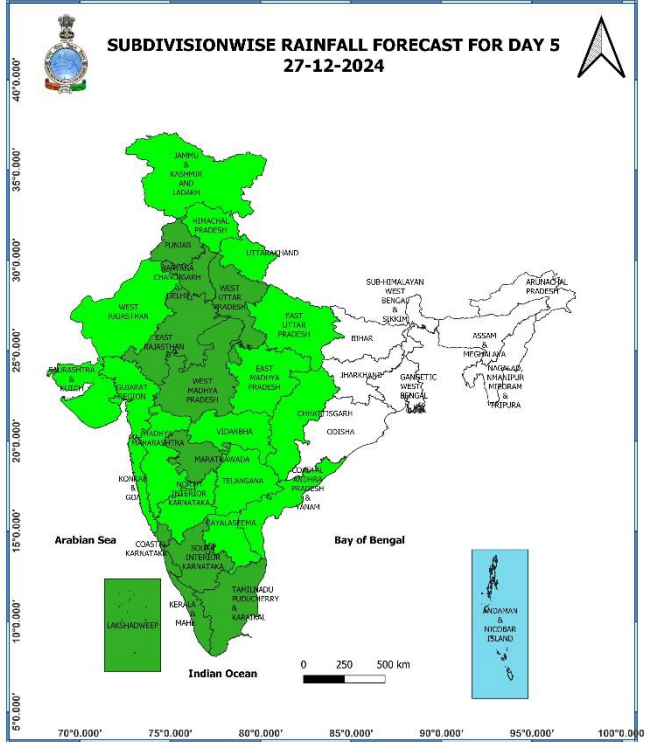 SUBDIVISIONWISE RAINFALL FORECAST FOR DAY 5
27-12-2024
40°0.000'
35°0.000'
30°0.000'
25°0.000'
20°0.000'
15°0.000'
10°0.000'
5°0.000'
JAMMU
&
KASHMIR
AND
LADAKH
HIMACHAL
PRADESH
PUNJAB
UTTARAKHAND
HARYANA
CHANDIGARH
&
DELHI
WEST
UTTAR
PRADESH
WEST
RAJASTHAN
EAST
RAJASTHAN
EAST
UTTAR
PRADESH
SUB-HIMALAYAN
WEST
BENGAL
&
SIKKIM
ARUNACHAL
PRADESH
BIHAR
ASSAM
&
MEGHALAYA
SAURASHTRA
&
KUTCH
GUJARAT
REGION
WEST
MADHYA
PRADESH
EAST
MADHYA
PRADESH
JHARKHAND
GANGETIC
WEST
BENGAL
NAGALAD,
NMANIPUR
MIZORAM
&
TRIPURA
CHHATTISGARH
ODISHA
MADHYA
MAHARASHTRA
VIDARBHA
MARATHWADA
KONKAN
&
GOA
NORTH
INTERIOR
KARNATAKA
TELANGANA
COASTAL
ANDHRA
PRADESH
&
YANAM
RAYALASEEMA
Arabian Sea
COASTAL
KARNATAKA
SOUTH
INTERIOR
KARNATAKA
Bay of Bengal
LAKSHADWEEP
KERALA
&
MAHE
TAMILNADU
PUDUCHERRY
&
KARAIKAL
ANDAMAN
&
NICOBAR
ISLAND
Indian Ocean
0 250 500 km
70°0.000' 75°0.000' 80°0.000' 85°0.000' 90°0.000' 95°0.000' 100°0.000'